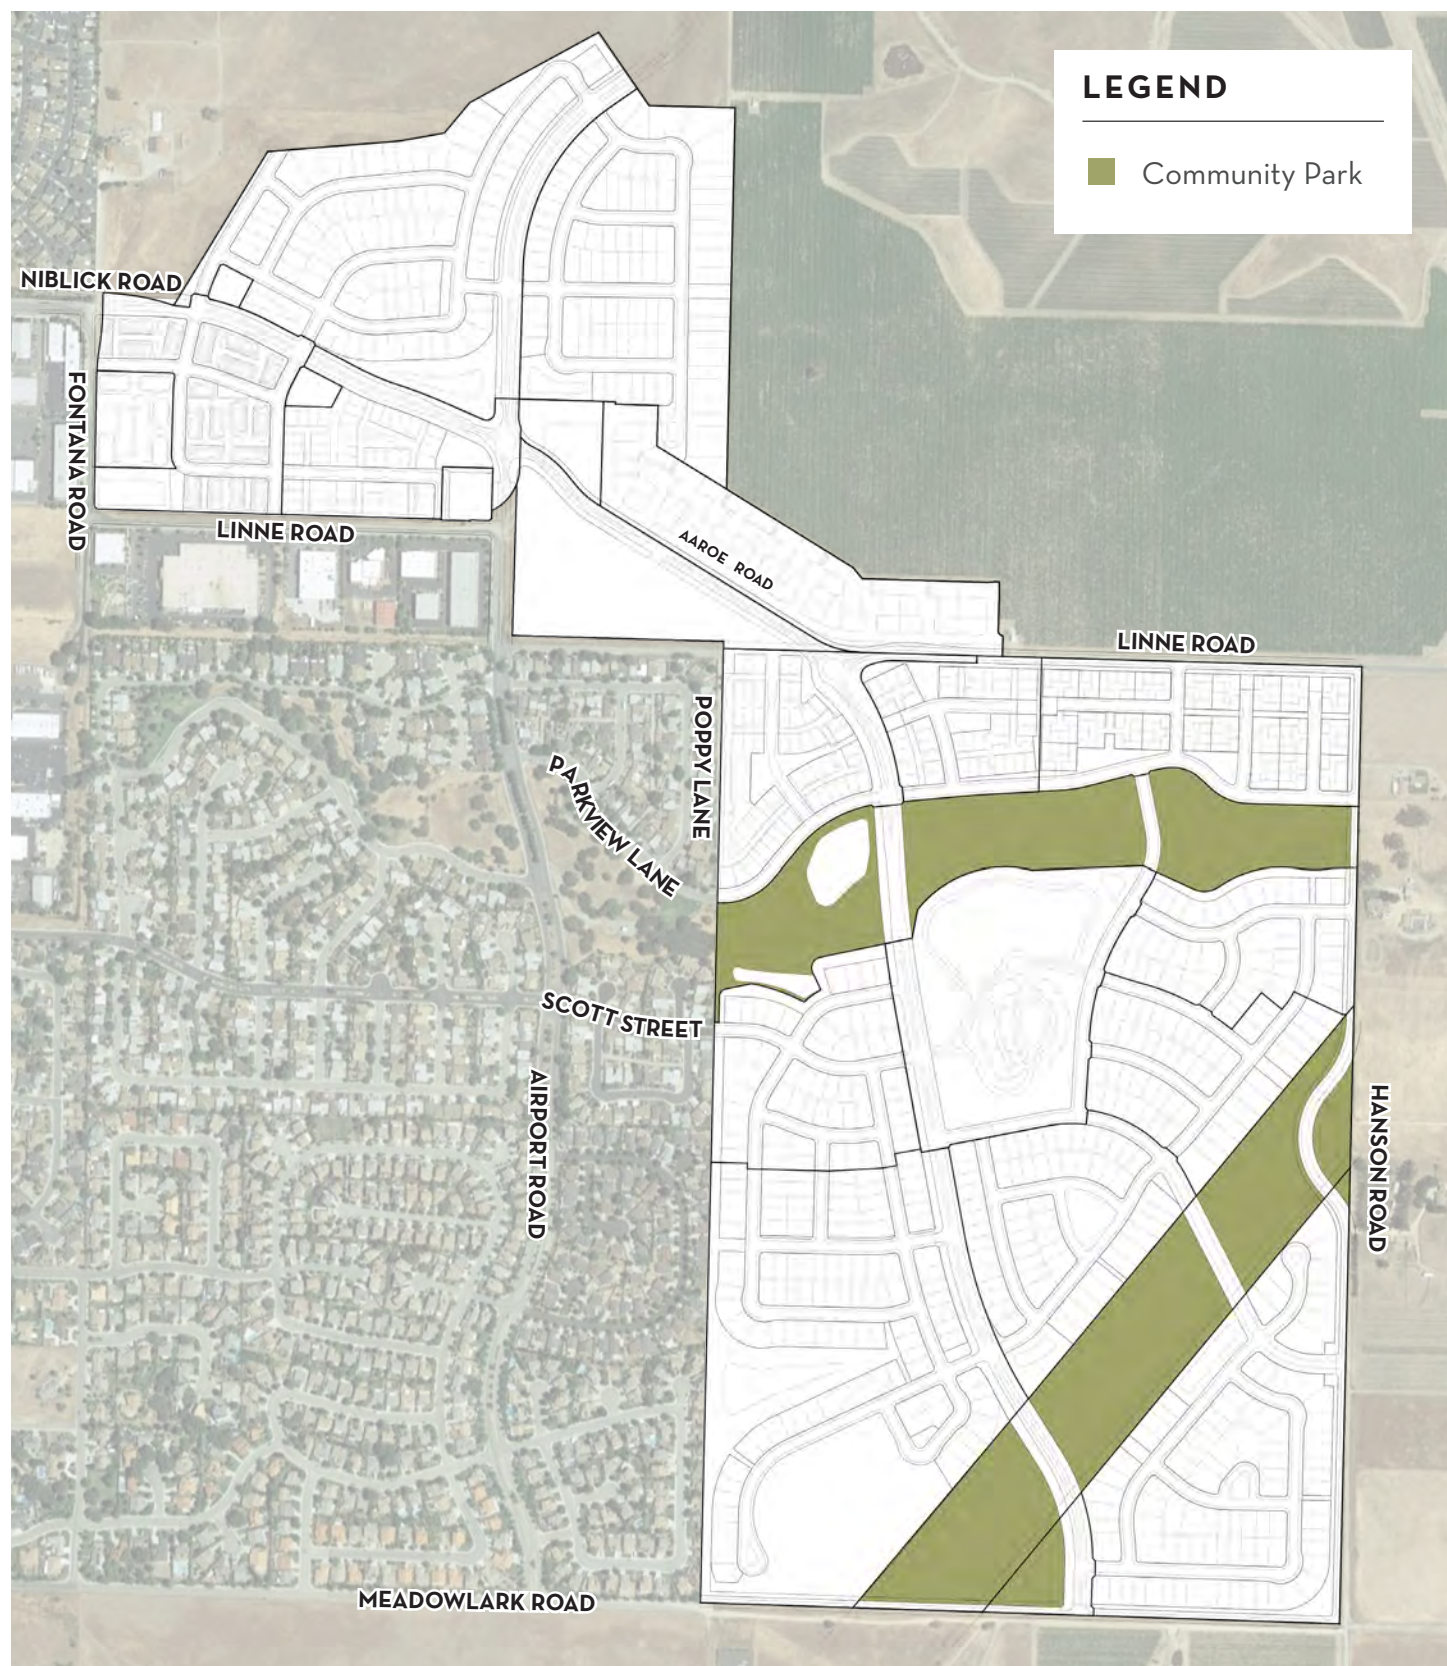 LEGEND
Community Park
NIBLICK ROAD
FONTANA ROAD
LINNE ROAD
AAROE ROAD
LINNE ROAD
POPPY LANE
PARKVIEW LANE
SCOTT STREET
AIRPORT ROAD
HANSON ROAD
MEADOWLARK ROAD